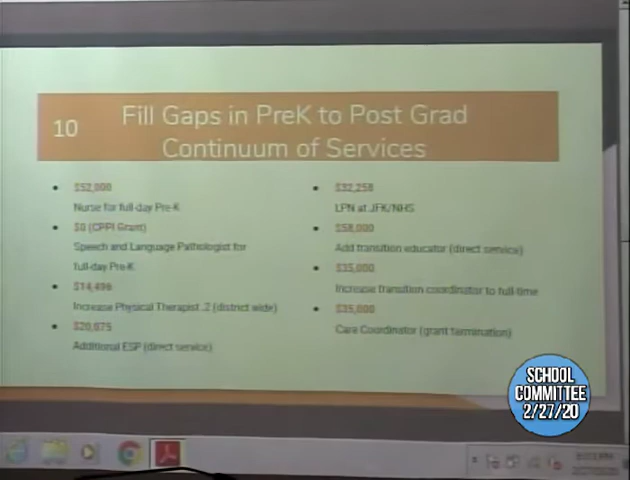 10
Fill Gaps in PreK to Post Grad
Continuum of Services
• $52,000
Nurse for full-day Pre-K
• $0 (CPPI Grant)
Speech and Language Pathologist for
full-day Pre-K
• $14,496
Increase Physical Therapist .2 (district wide)
• $20,075
Additional ESP (direct service)
• $32,258
LPN at JFK/NHS
• $58,000
Add transition educator (direct service)
• $35,000
Increase transition coordinator to full-time
• $35,000
Care Coordinator (grant termination)
SCHOOL
COMMITTEE
2/27/20